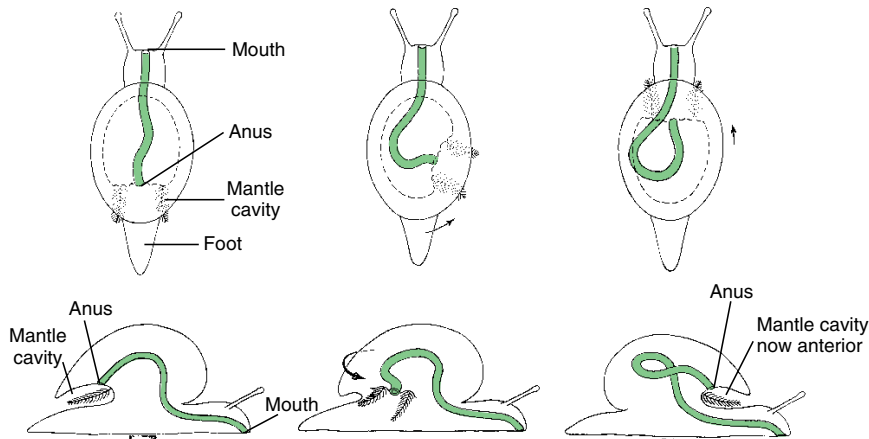 Mouth
Anus
Mantle
cavity
Foot
Anus
Mantle
cavity
Mouth
Anus
Mantle cavity
now anterior